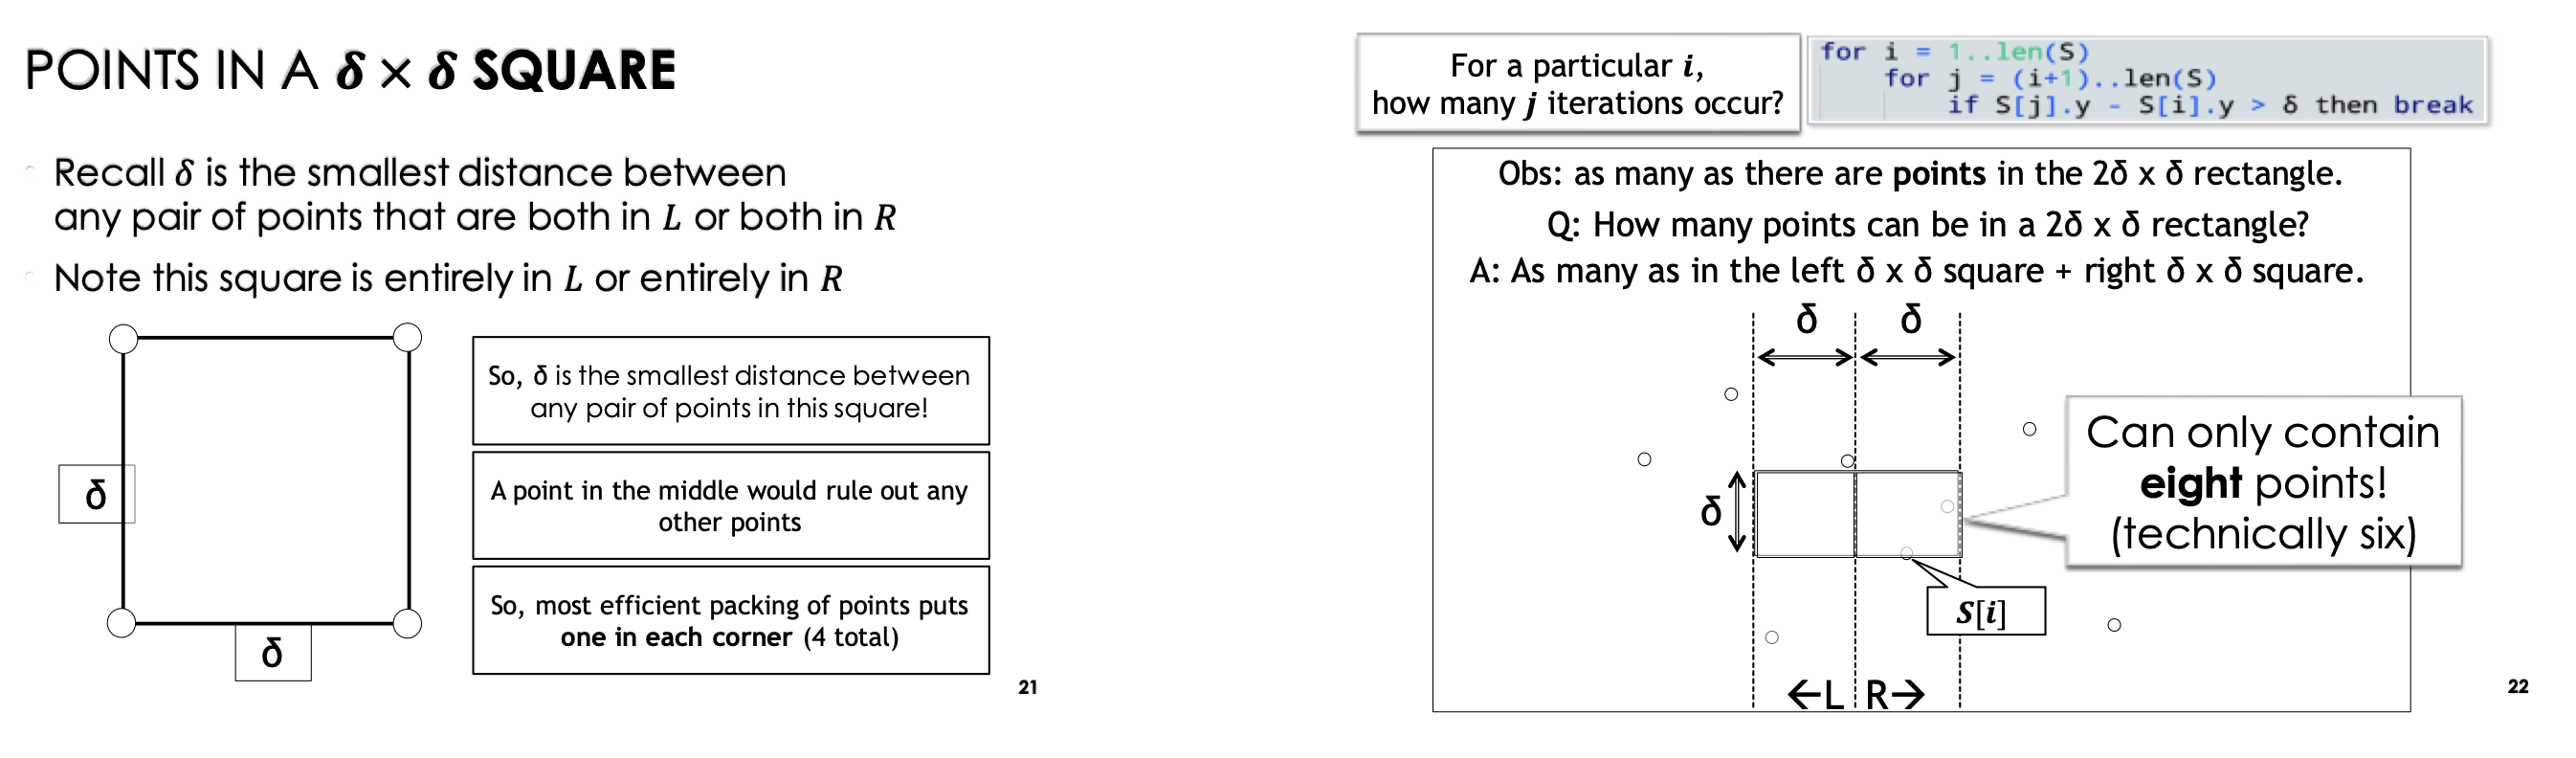 POINTS IN A δ × δ SQUARE
Recall δ is the smallest distance between
any pair of points that are both in L or both in R
Note this square is entirely in L or entirely in R
δ
δ
So, δ is the smallest distance between
any pair of points in this square!
A point in the middle would rule out any
other points
So, most efficient packing of points puts
one in each corner (4 total)
21
For a particular i,
how many j iterations occur?
for i = 1..len(S)
for j = (i+1)..len(S)
if S[j].y - S[i].y > δ then break
Obs: as many as there are points in the 2δ x δ rectangle.
Q: How many points can be in a 2δ x δ rectangle?
A: As many as in the left δ x δ square + right δ x δ square.
δ δ
δ
Can only contain
eight points!
(technically six)
S[i]
←L R→
22